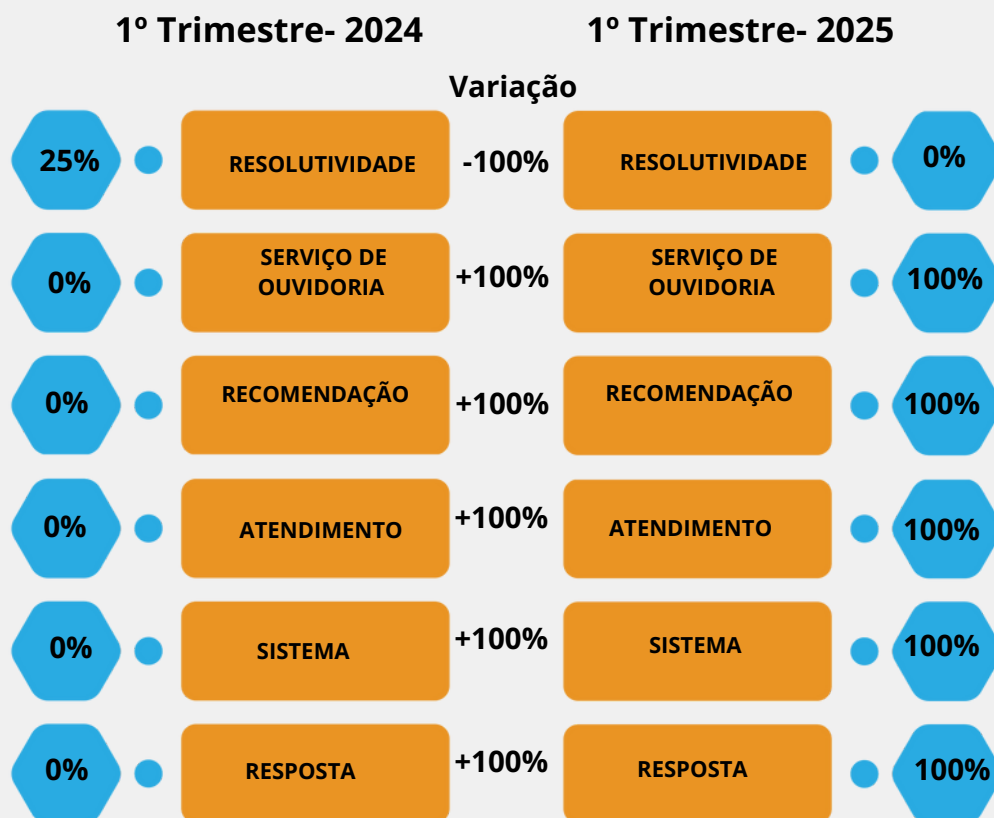 1º Trimestre- 2024
1º Trimestre- 2025
Variação
25%
RESOLUTIVIDADE
-100%
RESOLUTIVIDADE
0%
0%
SERVIÇO DE
OUVIDORIA
+100%
SERVIÇO DE
OUVIDORIA
100%
0%
RECOMENDAÇÃO
+100%
RECOMENDAÇÃO
100%
0%
ATENDIMENTO
+100%
ATENDIMENTO
100%
0%
SISTEMA
+100%
SISTEMA
100%
0%
RESPOSTA
+100%
RESPOSTA
100%